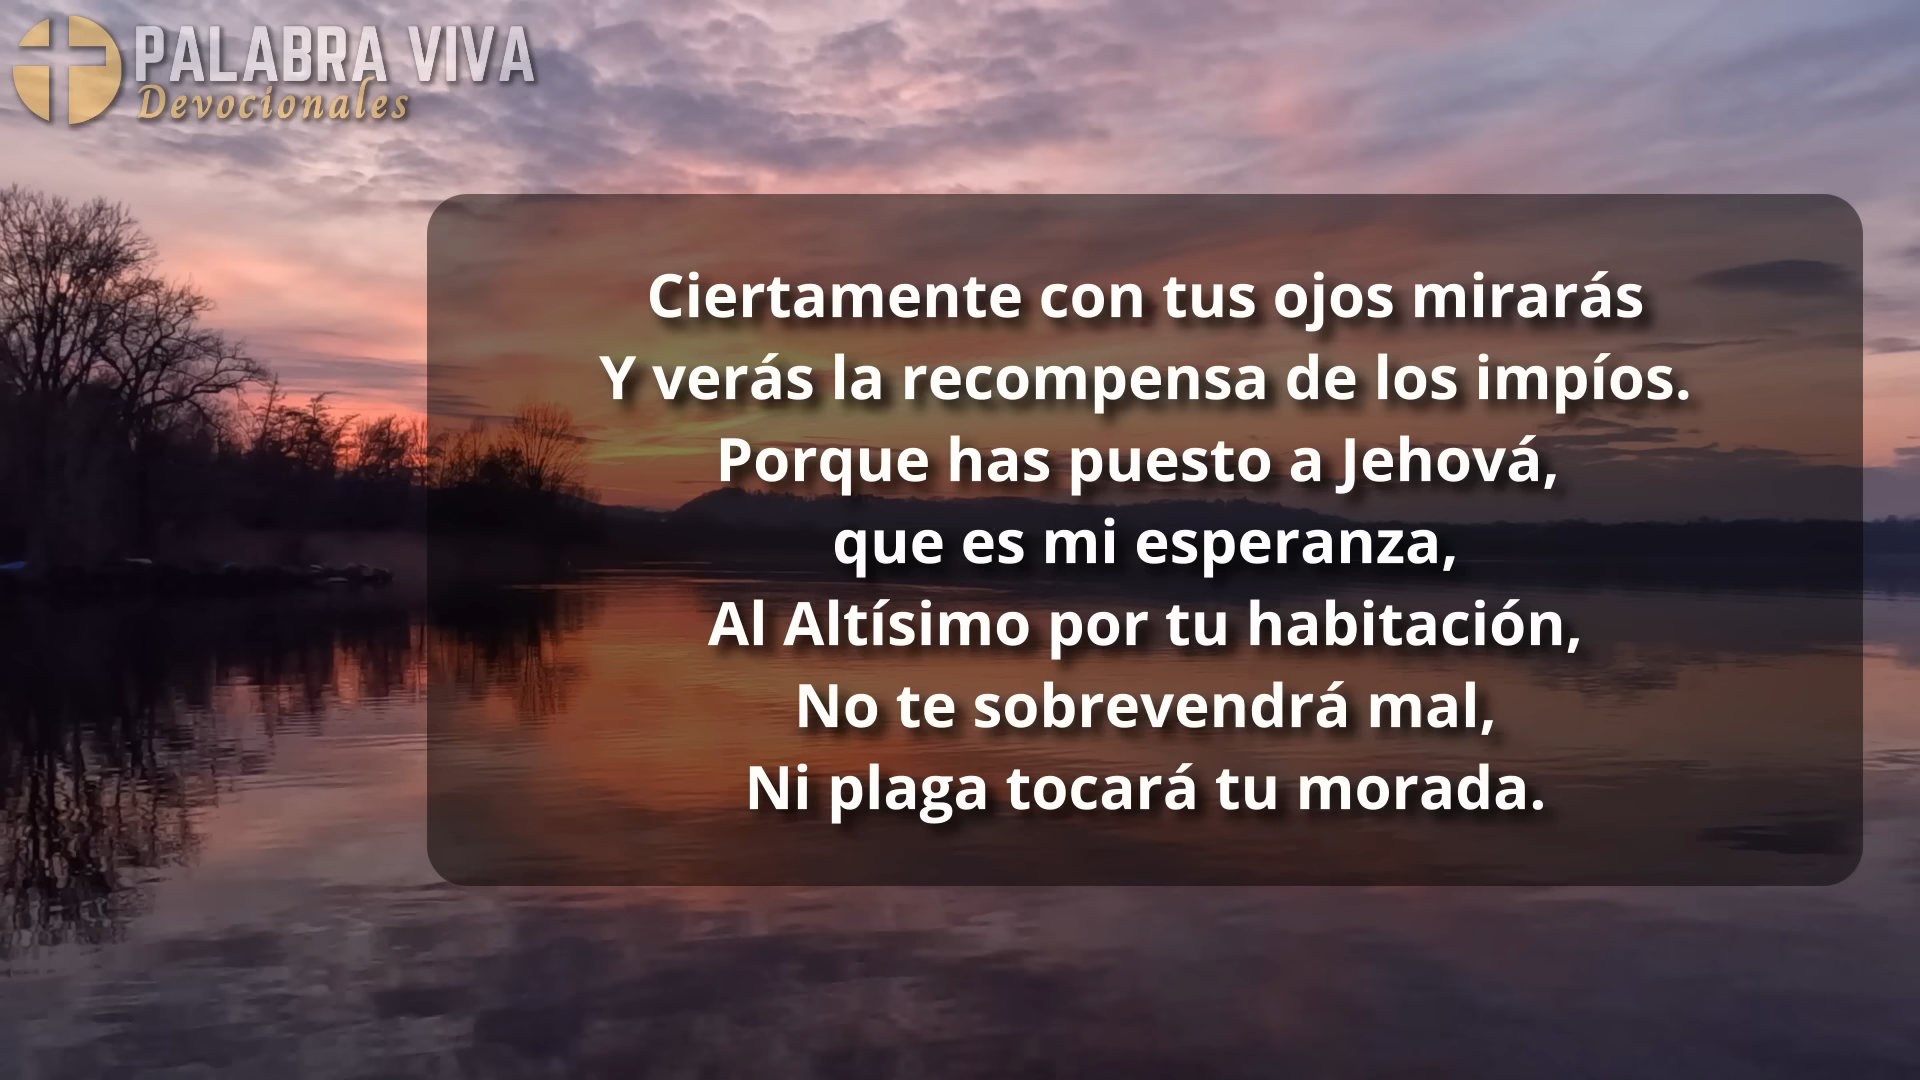 PALABRA VIVA
Devocionales
Ciertamente con tus ojos mirarás
Y verás la recompensa de los impíos.
Porque has puesto a Jehová,
que es mi esperanza,
Al Altísimo por tu habitación,
No te sobrevendrá mal,
Ni plaga tocará tu morada.